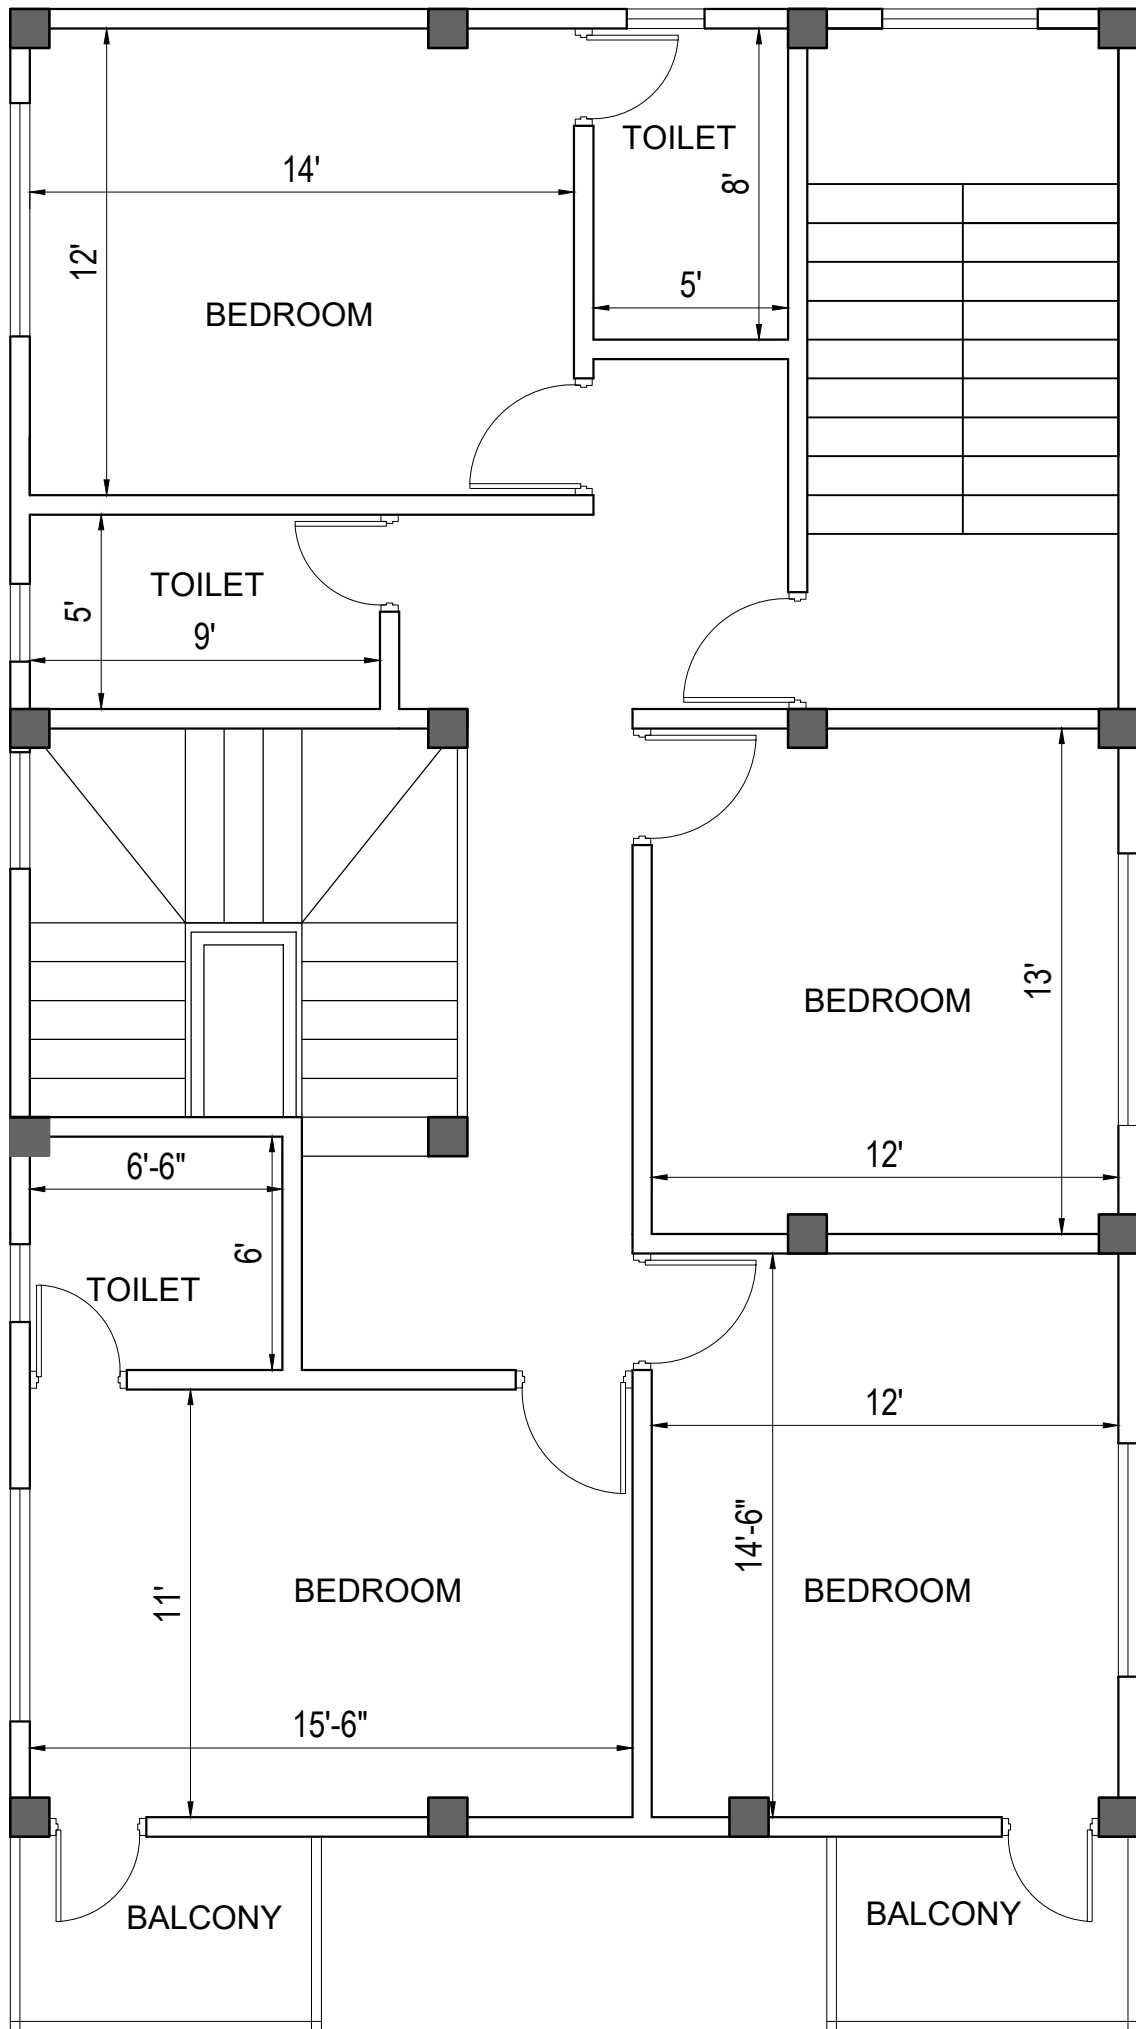 TOILET
14'
8'
12'
5'
BEDROOM
TOILET
5'
9'
BEDROOM
13'
6'-6"
12'
6'
TOILET
12'
14'-6"
BEDROOM
BEDROOM
11'
15'-6"
BALCONY
BALCONY